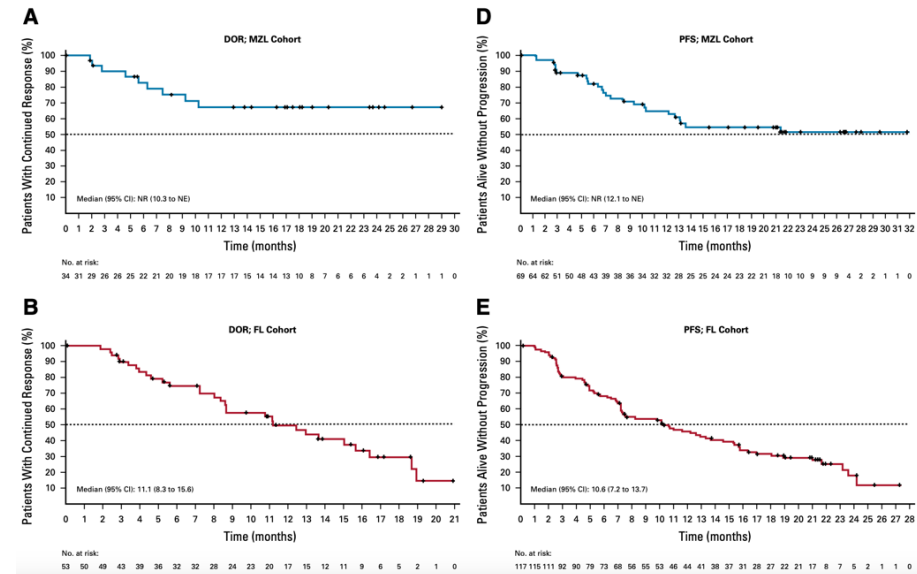 A
DOR; MZL Cohort
Patients With Continued Response (%)
100
90
80
70
60
50
40
30
20
10
Median (95% CI): NR (10.3 to NE)
0 1 2 3 4 5 6 7 8 9 10 11 12 13 14 15 16 17 18 19 20 21 22 23 24 25 26 27 28 29 30
Time (months)
No. at risk:
34 31 29 26 26 25 22 21 20 19 18 17 17 17 15 14 14 13 10 8 7 6 6 6 4 2 2 1 1 1 0
D
PFS; MZL Cohort
Patients Alive Without Progression (%)
100
90
80
70
60
50
40
30
20
10
Median (95% CI): NR (12.1 to NE)
0 1 2 3 4 5 6 7 8 9 10 11 12 13 14 15 16 17 18 19 20 21 22 23 24 25 26 27 28 29 30 31 32
Time (months)
No. at risk:
69 64 62 51 50 48 43 39 38 36 34 32 32 28 25 25 24 24 23 22 21 18 10 10 9 9 9 4 2 2 1 1 0
B
DOR; FL Cohort
Patients With Continued Response (%)
100
90
80
70
60
50
40
30
20
10
Median (95% CI): 11.1 (8.3 to 15.6)
0 1 2 3 4 5 6 7 8 9 10 11 12 13 14 15 16 17 18 19 20 21
Time (months)
No. at risk:
53 50 49 43 39 36 32 32 28 24 23 20 17 15 12 11 9 6 5 2 1 0
E
PFS; FL Cohort
Patients Alive Without Progression (%)
100
90
80
70
60
50
40
30
20
10
Median (95% CI): 10.6 (7.2 to 13.7)
0 1 2 3 4 5 6 7 8 9 10 11 12 13 14 15 16 17 18 19 20 21 22 23 24 25 26 27 28
Time (months)
No. at risk:
117 115 111 92 90 79 73 68 56 55 53 46 44 41 38 37 31 28 27 22 21 17 8 7 5 2 1 1 0